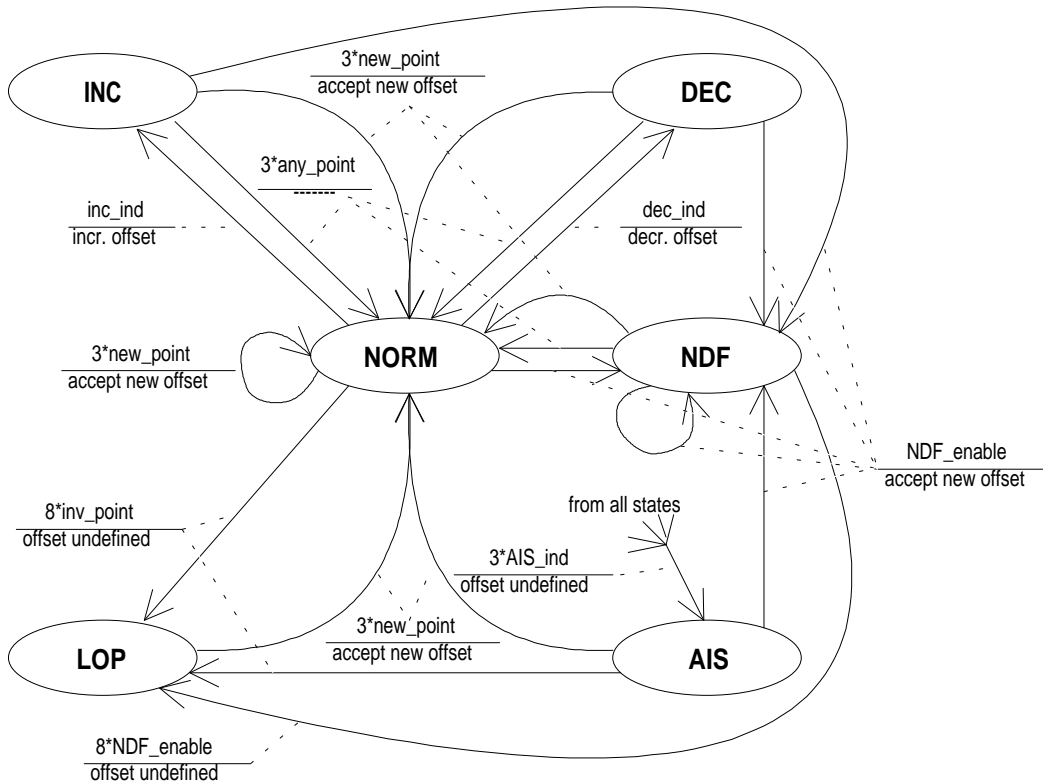 3*new_point
accept new offset
INC
DEC
3*any_point
------
inc_ind
incr. offset
dec_ind
decr. offset
3*new_point
accept new offset
NORM
NDF
NDF_enable
accept new offset
8*inv_point
offset undefined
from all states
3*AIS_ind
offset undefined
3*new_point
accept new offset
LOP
AIS
8*NDF_enable
offset undefined